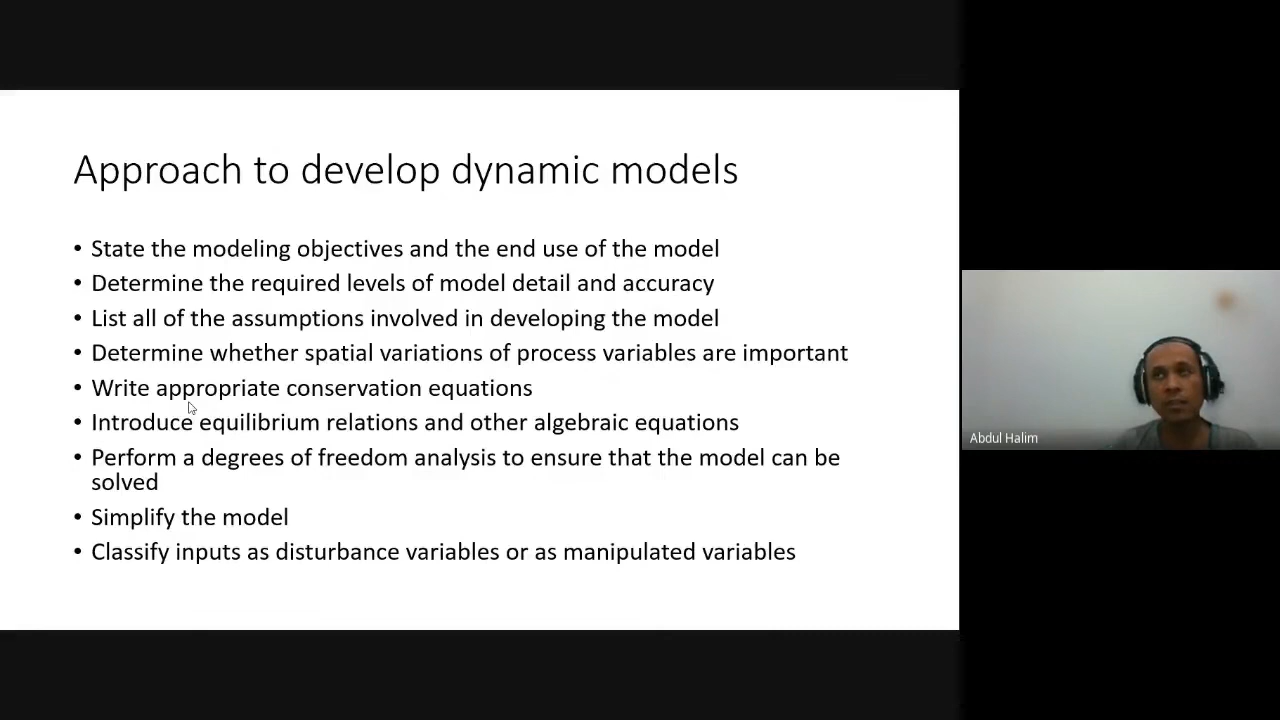 Approach to develop dynamic models
• State the modeling objectives and the end use of the model
• Determine the required levels of model detail and accuracy
• List all of the assumptions involved in developing the model
• Determine whether spatial variations of process variables are important
• Write appropriate conservation equations
• Introduce equilibrium relations and other algebraic equations
• Perform a degrees of freedom analysis to ensure that the model can be
solved
• Simplify the model
• Classify inputs as disturbance variables or as manipulated variables
Abdul Halim